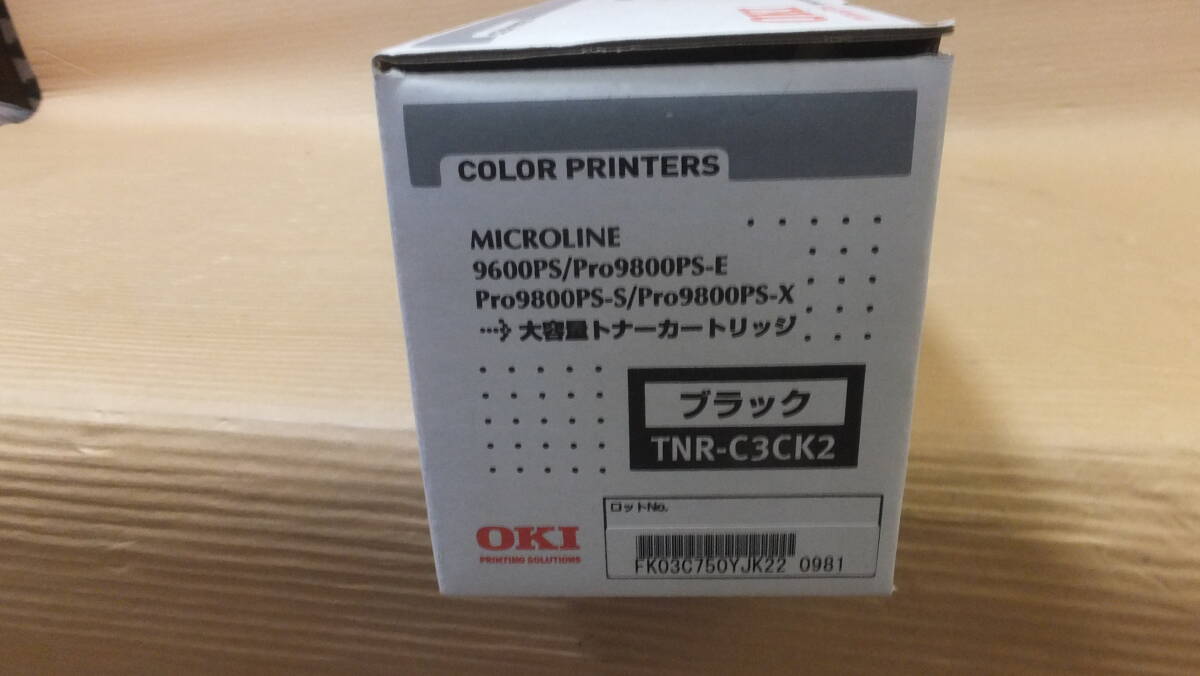 COLOR PRINTERS
MICROLINE
9600PS/Pro9800PS-E
Pro9800PS-S/Pro9800PS-X
大容量トナーカートリッジ
ブラック
TNR-C3CK2
ロットNo.
FK03C750YJK22 0981
OKI
PRINTING SOLUTIONS